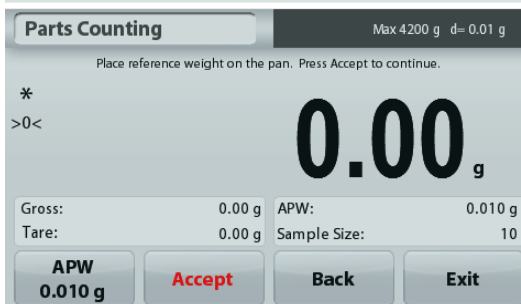 Parts Counting
Max 4200 g d= 0.01 g
Place reference weight on the pan. Press Accept to continue.
*
>0<
0.00 g
Gross: 0.00 g
APW: 0.010 g
Tare: 0.00 g
Sample Size: 10
APW
0.010 g
Accept
Back
Exit